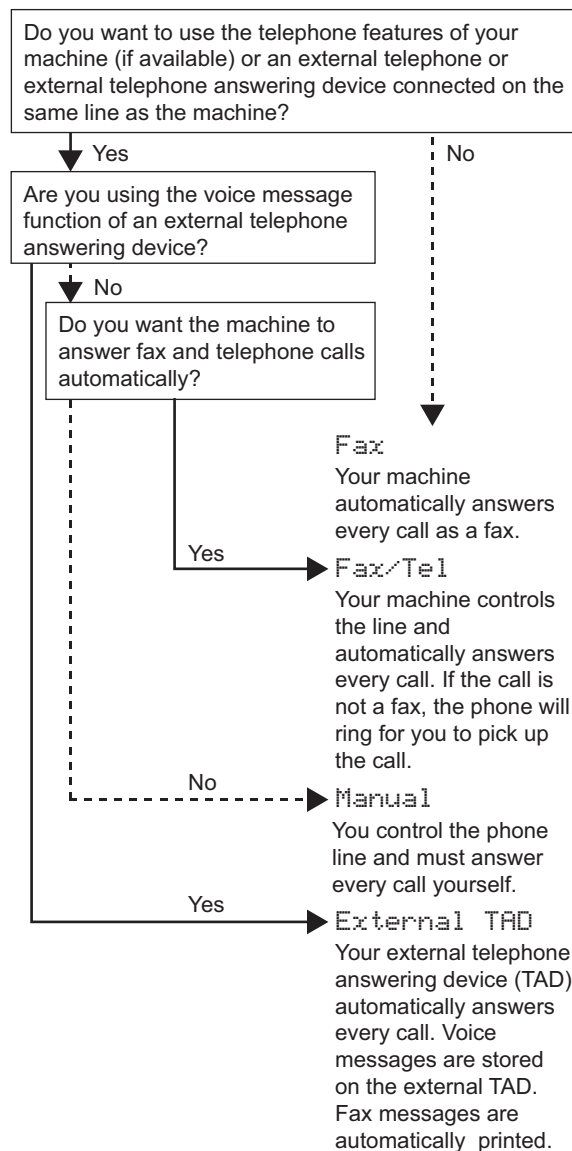 Do you want to use the telephone features of your
machine (if available) or an external telephone or
external telephone answering device connected on the
same line as the machine?
Yes
No
Are you using the voice message
function of an external telephone
answering device?
No
Do you want the machine to
answer fax and telephone calls
automatically?
Fax
Your machine
automatically answers
every call as a fax.
Yes
Fax/Tel
Your machine controls
the line and
automatically answers
every call. If the call is
not a fax, the phone will
ring for you to pick up
the call.
No
Manual
You control the phone
line and must answer
every call yourself.
Yes
External TAD
Your external telephone
answering device (TAD)
automatically answers
every call. Voice
messages are stored
on the external TAD.
Fax messages are
automatically printed.